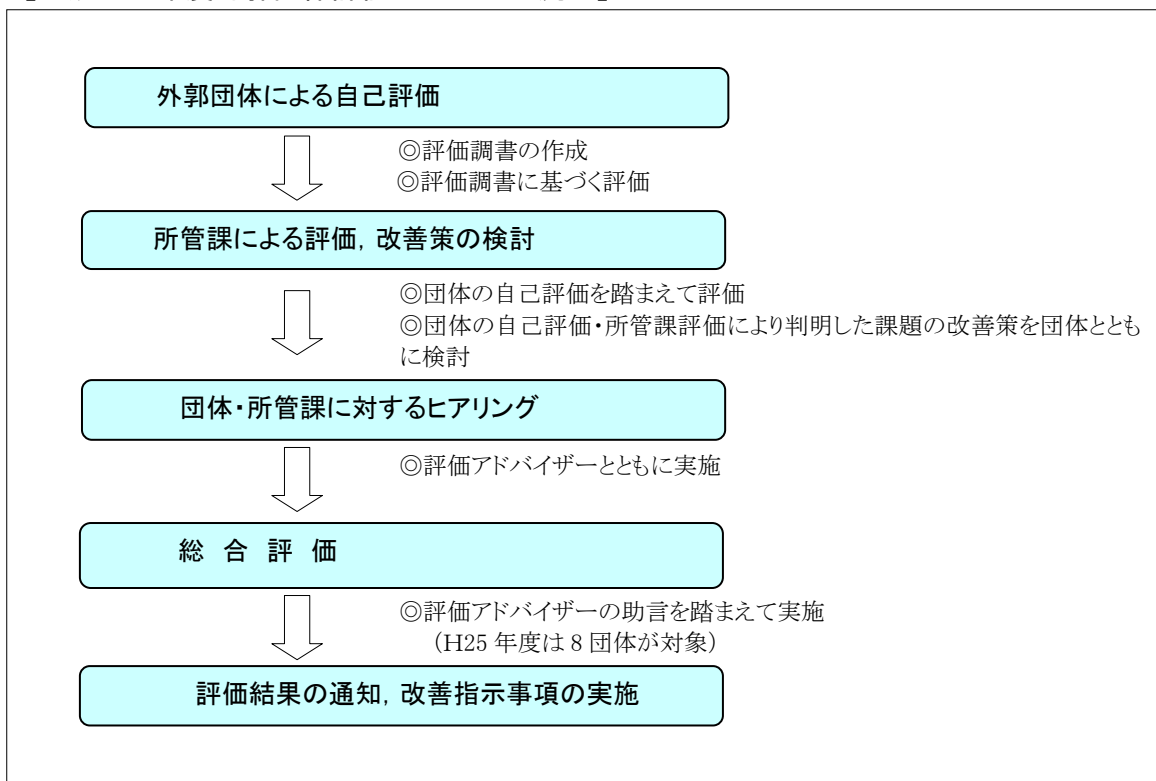 外郭団体による自己評価
◎評価調書の作成
◎評価調書に基づく評価
所管課による評価，改善策の検討
◎団体の自己評価を踏まえて評価
◎団体の自己評価・所管課評価により判明した課題の改善策を団体ととも
に検討
団体・所管課に対するヒアリング
◎評価アドバイザーとともに実施
総　合　評　価
◎評価アドバイザーの助言を踏まえて実施
（H25 年度は 8 団体が対象）
評価結果の通知，改善指示事項の実施